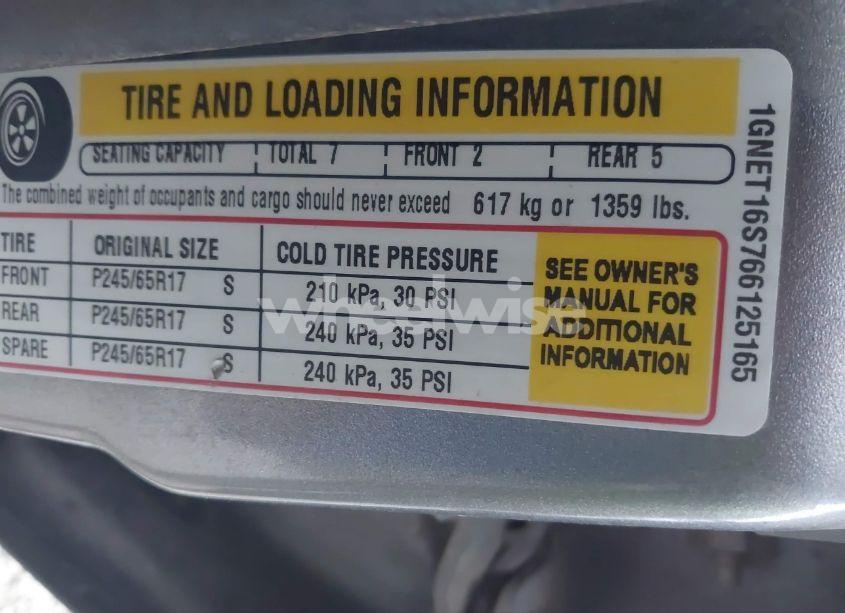 TIRE AND LOADING INFORMATION
SEATING CAPACITY TOTAL 7 FRONT 2 REAR 5
The combined weight of occupants and cargo should never exceed 617 kg or 1359 lbs.
TIRE ORIGINAL SIZE COLD TIRE PRESSURE
FRONT P245/65R17 S 210 kPa, 30 PSI
REAR P245/65R17 S 240 kPa, 35 PSI
SPARE P245/65R17 S 240 kPa, 35 PSI
SEE OWNER'S
MANUAL FOR
ADDITIONAL
INFORMATION
1GNET16S766125165
wheelwise